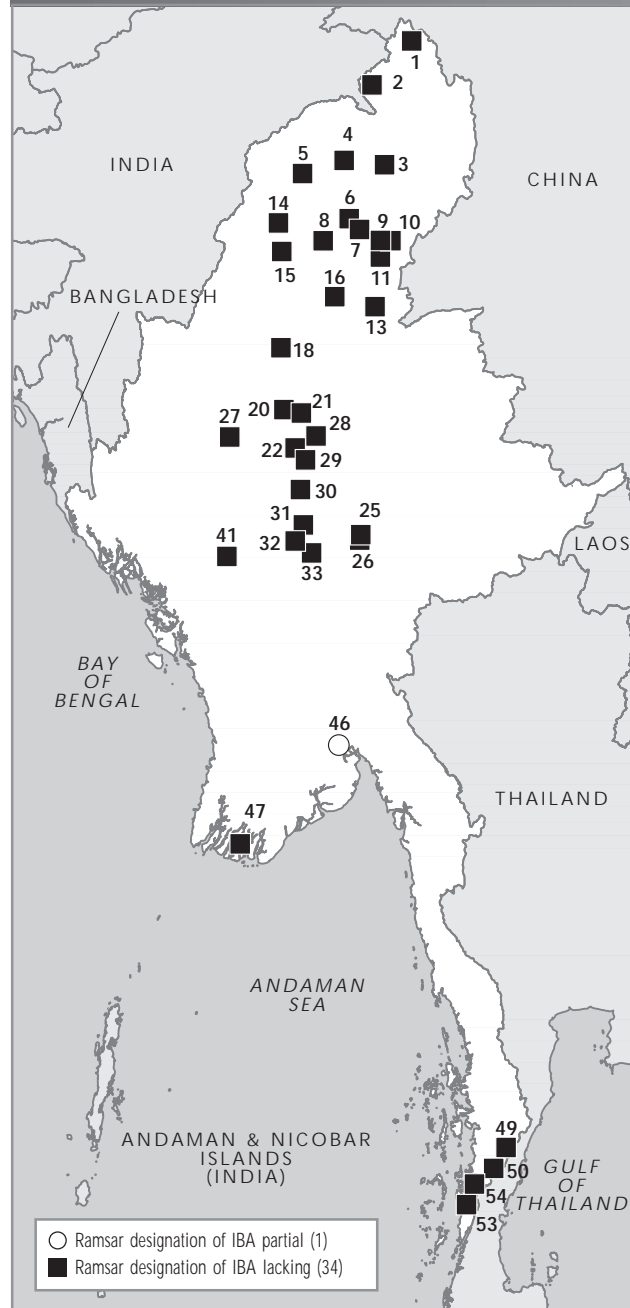 1
2
4
5
3
INDIA
CHINA
6
14
8
9
10
7
15
11
16
BANGLADESH
13
18
21
20
27
28
22
29
30
25
31
41
32
LAOS
33
26
BAY
OF
BENGAL
46
THAILAND
47
ANDAMAN
SEA
49
ANDAMAN & NICOBAR
ISLANDS
(INDIA)
50
GULF
OF
THAILAND
54
53
Ramsar designation of IBA partial (1)
Ramsar designation of IBA lacking (34)